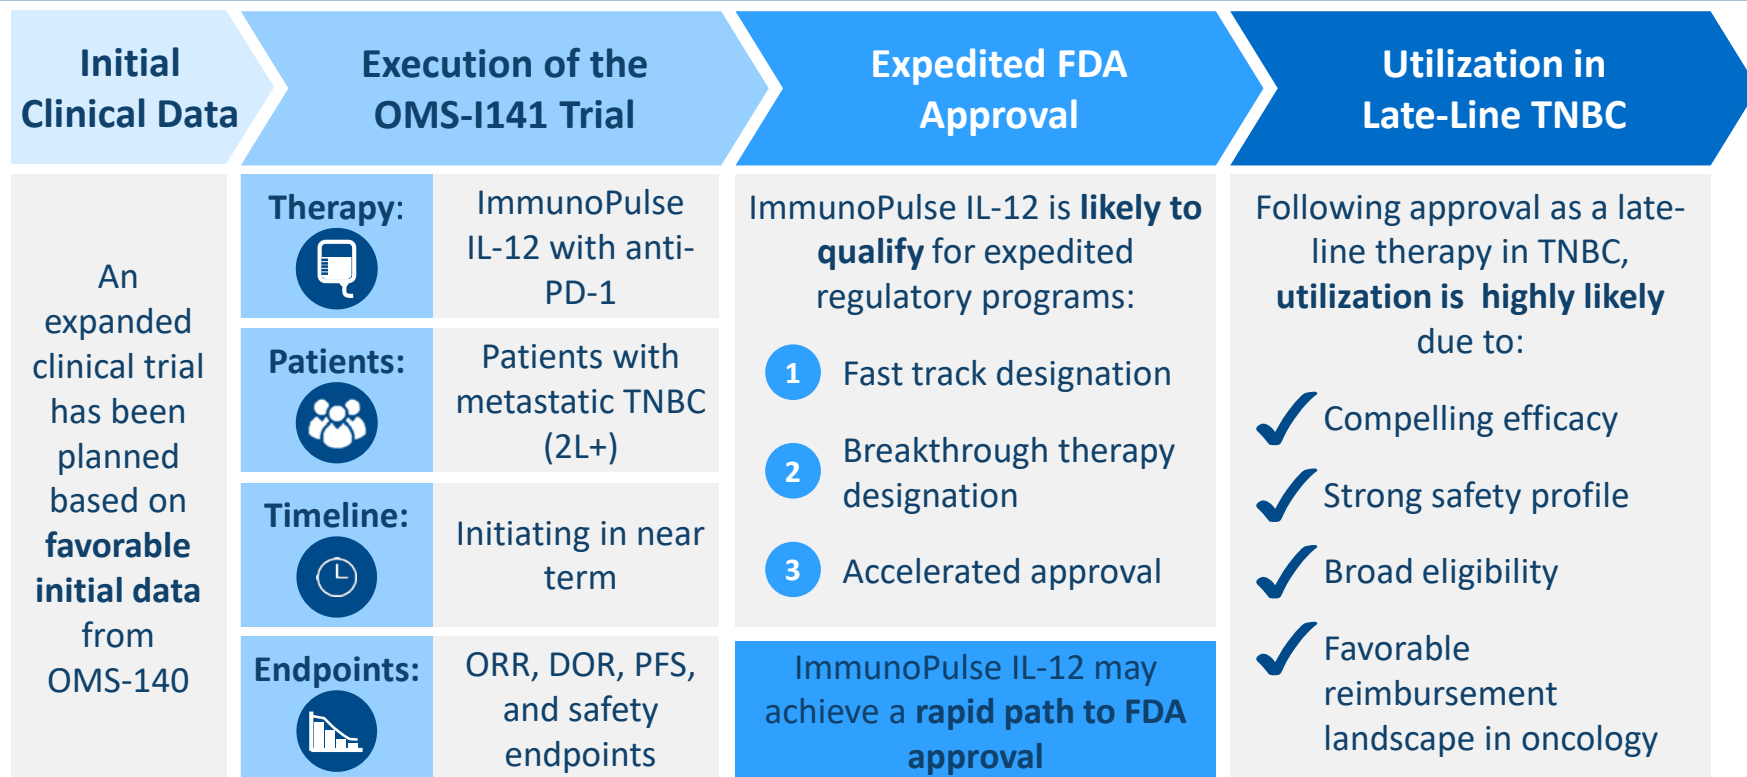 Initial
Clinical Data
Execution of the
OMS-I141 Trial
Expedited FDA
Approval
Utilization in
Late-Line TNBC
An
expanded
clinical trial
has been
planned
based on
favorable
initial data
from
OMS-140
Therapy:
ImmunoPulse
IL-12 with anti-
PD-1
Patients:
Patients with
metastatic TNBC
(2L+)
Timeline:
Initiating in near
term
Endpoints:
ORR, DOR, PFS,
and safety
endpoints
ImmunoPulse IL-12 is likely to
qualify for expedited
regulatory programs:
1 Fast track designation
2 Breakthrough therapy
designation
3 Accelerated approval
ImmunoPulse IL-12 may
achieve a rapid path to FDA
approval
Following approval as a late-
line therapy in TNBC,
utilization is highly likely
due to:
Compelling efficacy
Strong safety profile
Broad eligibility
Favorable
reimbursement
landscape in oncology